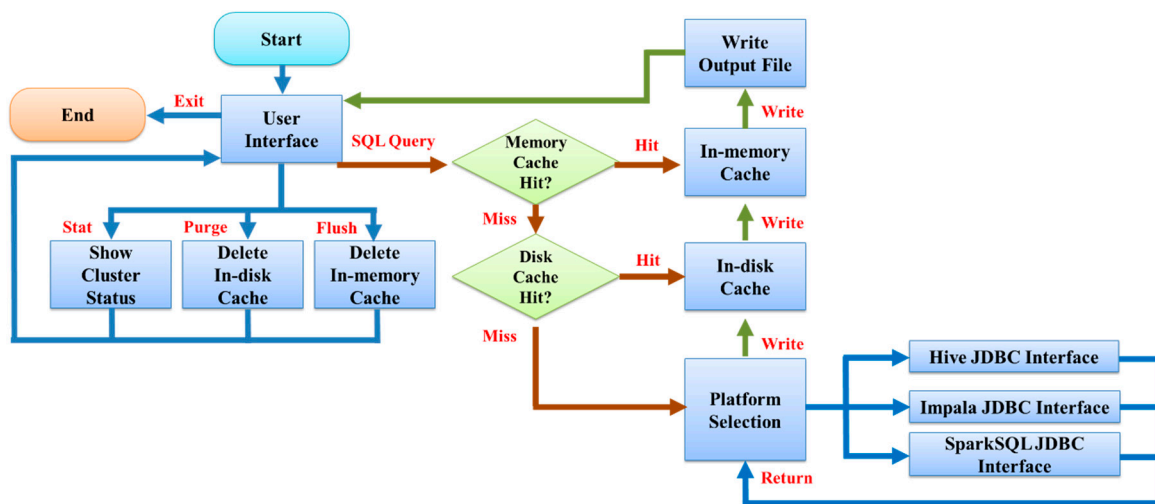 Start
Write
Output File
End
Exit
User
Interface
SQL Query
Memory
Cache
Hit?
Hit
In-memory
Cache
Write
Stat
Purge
Flush
Miss
Write
Show
Cluster
Status
Delete
In-disk
Cache
Delete
In-memory
Cache
Disk
Cache
Hit?
Hit
In-disk
Cache
Miss
Write
Platform
Selection
Hive JDBC Interface
Impala JDBC Interface
SparkSQL JDBC
Interface
Return